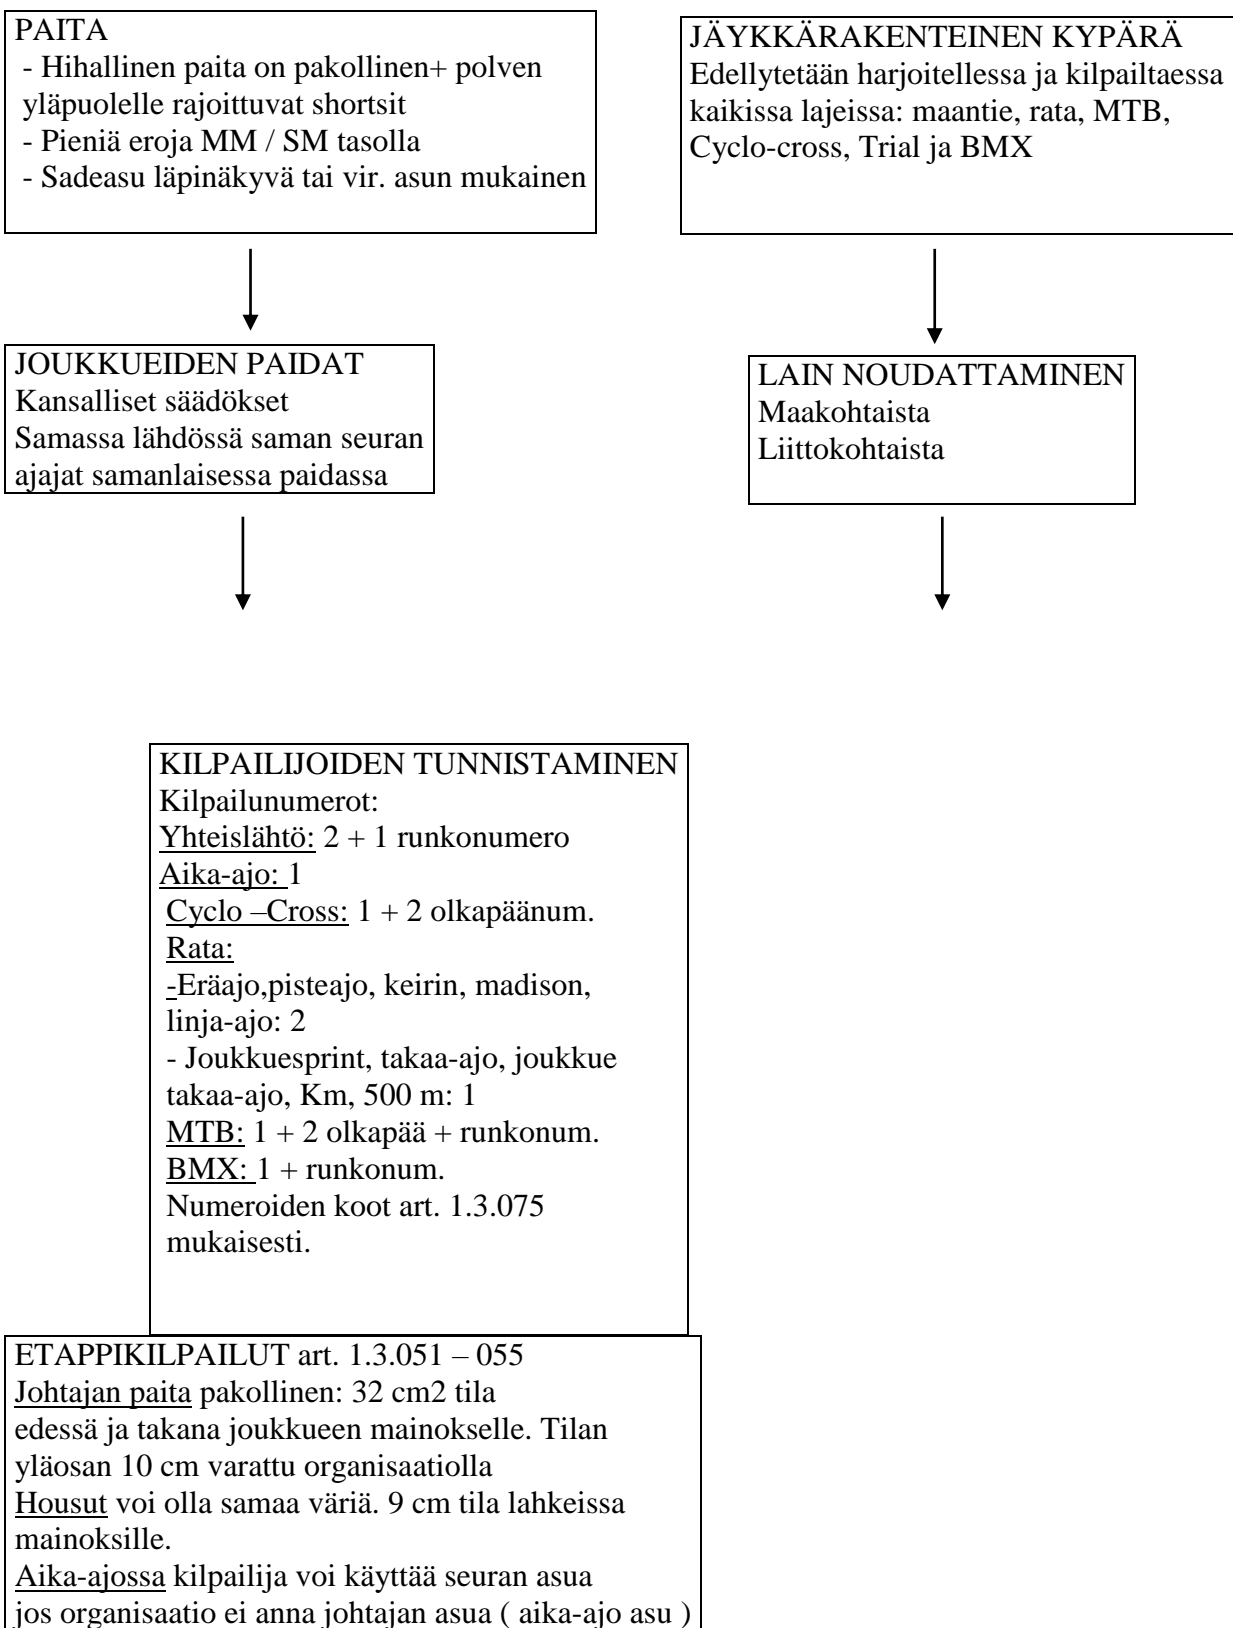 PAITA
- Hihallinen paita on pakollinen+ polven
yläpuolelle rajoittuvat shortsit
- Pieniä eroja MM / SM tasolla
- Sadeasu läpinäkyvä tai vir. asun mukainen
JÄYKKÄRAKENTEINEN KYPÄRÄ
Edellytetään harjoitellessa ja kilpailtaessa
kaikissa lajeissa: maantie, rata, MTB,
Cyclo-cross, Trial ja BMX
JOUKKUEIDEN PAIDAT
Kansalliset säädökset
Samassa lähdössä saman seuran
ajajat samanlaisessa paidassa
LAIN NOUDATTAMINEN
Maakohtaista
Liittokohtaista
KILPAILIJOIDEN TUNNISTAMINEN
Kilpailunumerot:
Yhteislähtö: 2 + 1 runkonumero
Aika-ajo: 1
Cyclo –Cross: 1 + 2 olkapäänum.
Rata:
-Eräajo,pisteajo, keirin, madison,
linja-ajo: 2
- Joukkuesprint, takaa-ajo, joukkue
takaa-ajo, Km, 500 m: 1
MTB: 1 + 2 olkapää + runkonum.
BMX: 1 + runkonum.
Numeroiden koot art. 1.3.075
mukaisesti.
ETAPPIKILPAILUT art. 1.3.051 – 055
Johtajan paita pakollinen: 32 cm2 tila
edessä ja takana joukkueen mainokselle. Tilan
yläosan 10 cm varattu organisaatiolla
Housut voi olla samaa väriä. 9 cm tila lahkeissa
mainoksille.
Aika-ajossa kilpailija voi käyttää seuran asua
jos organisaatio ei anna johtajan asua ( aika-ajo asu )